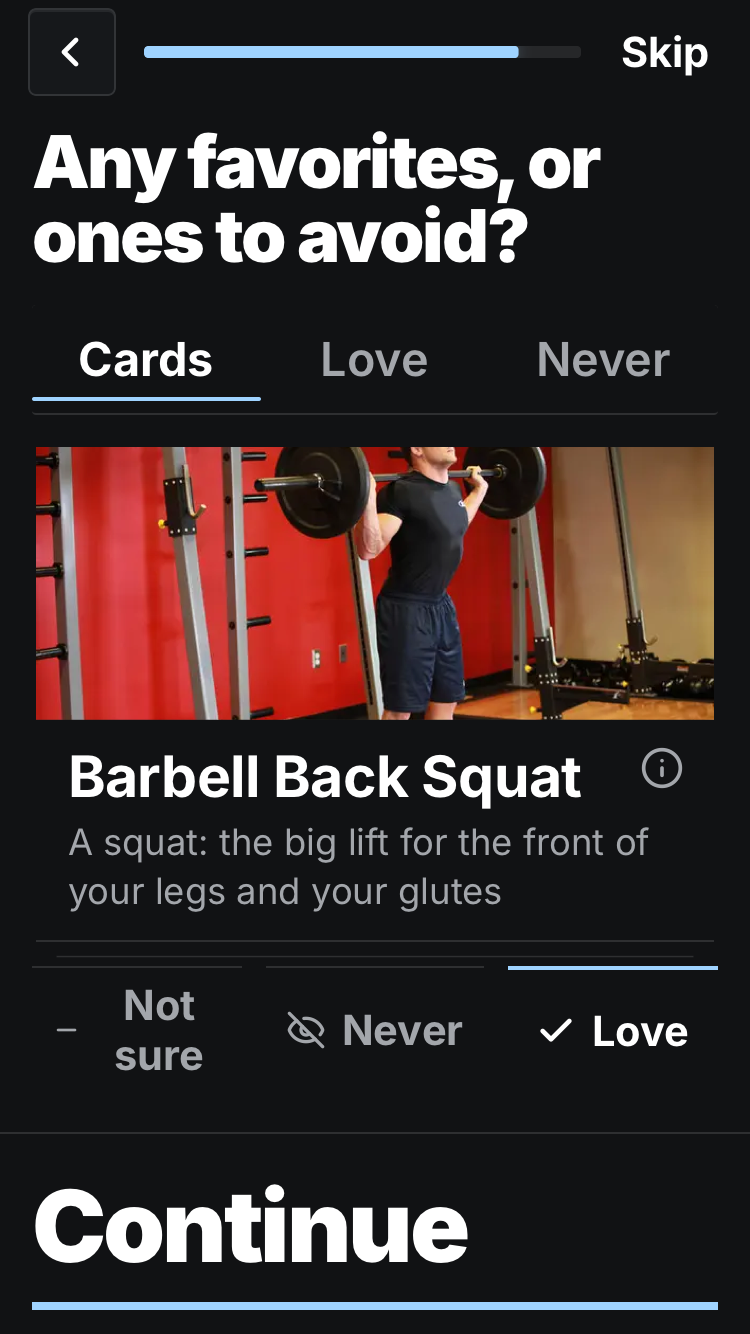 Skip
Any favorites, or
ones to avoid?
Cards
Love
Never
Barbell Back Squat
A squat: the big lift for the front of
your legs and your glutes
Not
sure
Never
Love
Continue